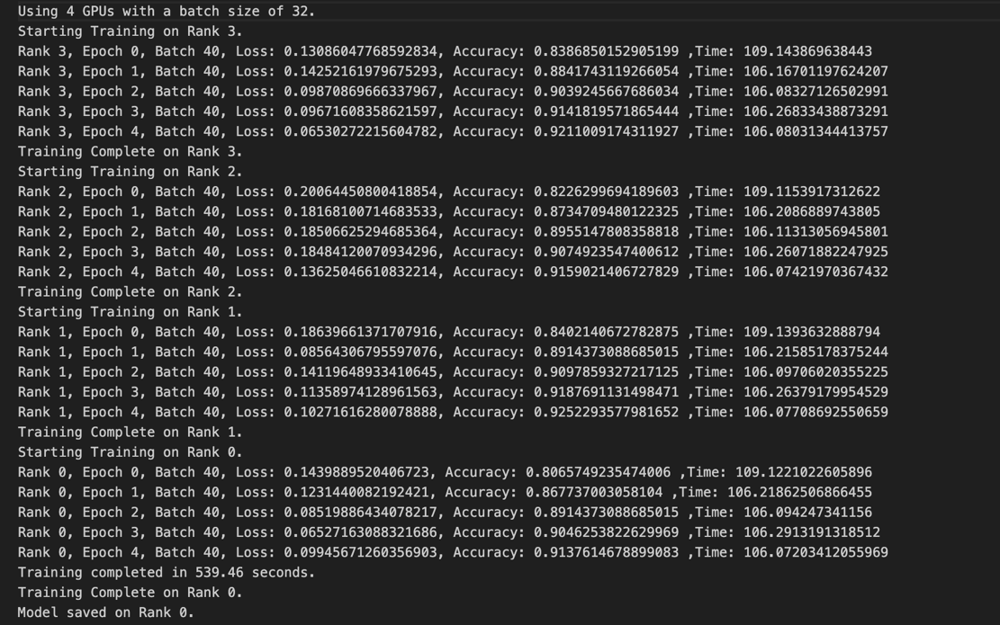 Using 4 GPUs with a batch size of 32.
Starting Training on Rank 3.
Rank 3, Epoch 0, Batch 40, Loss: 0.13086047768592834, Accuracy: 0.8386850152905199 ,Time: 109.143869638443
Rank 3, Epoch 1, Batch 40, Loss: 0.14252161979675293, Accuracy: 0.8841743119266054 ,Time: 106.16701197624207
Rank 3, Epoch 2, Batch 40, Loss: 0.09870869666337967, Accuracy: 0.9039245667686034 ,Time: 106.08327126502991
Rank 3, Epoch 3, Batch 40, Loss: 0.09671608358621597, Accuracy: 0.9141819571865444 ,Time: 106.26833438873291
Rank 3, Epoch 4, Batch 40, Loss: 0.06530272215604782, Accuracy: 0.9211009174311927 ,Time: 106.08031344413757
Training Complete on Rank 3.
Starting Training on Rank 2.
Rank 2, Epoch 0, Batch 40, Loss: 0.20064450800418854, Accuracy: 0.8226299694189603 ,Time: 109.1153917312622
Rank 2, Epoch 1, Batch 40, Loss: 0.18168100714683533, Accuracy: 0.8734709480122325 ,Time: 106.2086889743805
Rank 2, Epoch 2, Batch 40, Loss: 0.18506625294685364, Accuracy: 0.8955147808358818 ,Time: 106.11313056945801
Rank 2, Epoch 3, Batch 40, Loss: 0.18484120070934296, Accuracy: 0.9074923547400612 ,Time: 106.26071882247925
Rank 2, Epoch 4, Batch 40, Loss: 0.13625046610832214, Accuracy: 0.9159021406727829 ,Time: 106.07421970367432
Training Complete on Rank 2.
Starting Training on Rank 1.
Rank 1, Epoch 0, Batch 40, Loss: 0.18639661371707916, Accuracy: 0.8402140672782875 ,Time: 109.1393632888794
Rank 1, Epoch 1, Batch 40, Loss: 0.08564306795597076, Accuracy: 0.8914373088685015 ,Time: 106.21585178375244
Rank 1, Epoch 2, Batch 40, Loss: 0.14119648933410645, Accuracy: 0.9097859327217125 ,Time: 106.09706020355225
Rank 1, Epoch 3, Batch 40, Loss: 0.11358974128961563, Accuracy: 0.9187691131498471 ,Time: 106.26379179954529
Rank 1, Epoch 4, Batch 40, Loss: 0.10271616280078888, Accuracy: 0.9252293577981652 ,Time: 106.07708692550659
Training Complete on Rank 1.
Starting Training on Rank 0.
Rank 0, Epoch 0, Batch 40, Loss: 0.1439889520406723, Accuracy: 0.8065749235474006 ,Time: 109.1221022605896
Rank 0, Epoch 1, Batch 40, Loss: 0.1231440082192421, Accuracy: 0.867737003058104 ,Time: 106.21862506866455
Rank 0, Epoch 2, Batch 40, Loss: 0.08519886434078217, Accuracy: 0.8914373088685015 ,Time: 106.094247341156
Rank 0, Epoch 3, Batch 40, Loss: 0.06527163088321686, Accuracy: 0.9046253822629969 ,Time: 106.2913191318512
Rank 0, Epoch 4, Batch 40, Loss: 0.09945671260356903, Accuracy: 0.9137614678899083 ,Time: 106.07203412055969
Training completed in 539.46 seconds.
Training Complete on Rank 0.
Model saved on Rank 0.